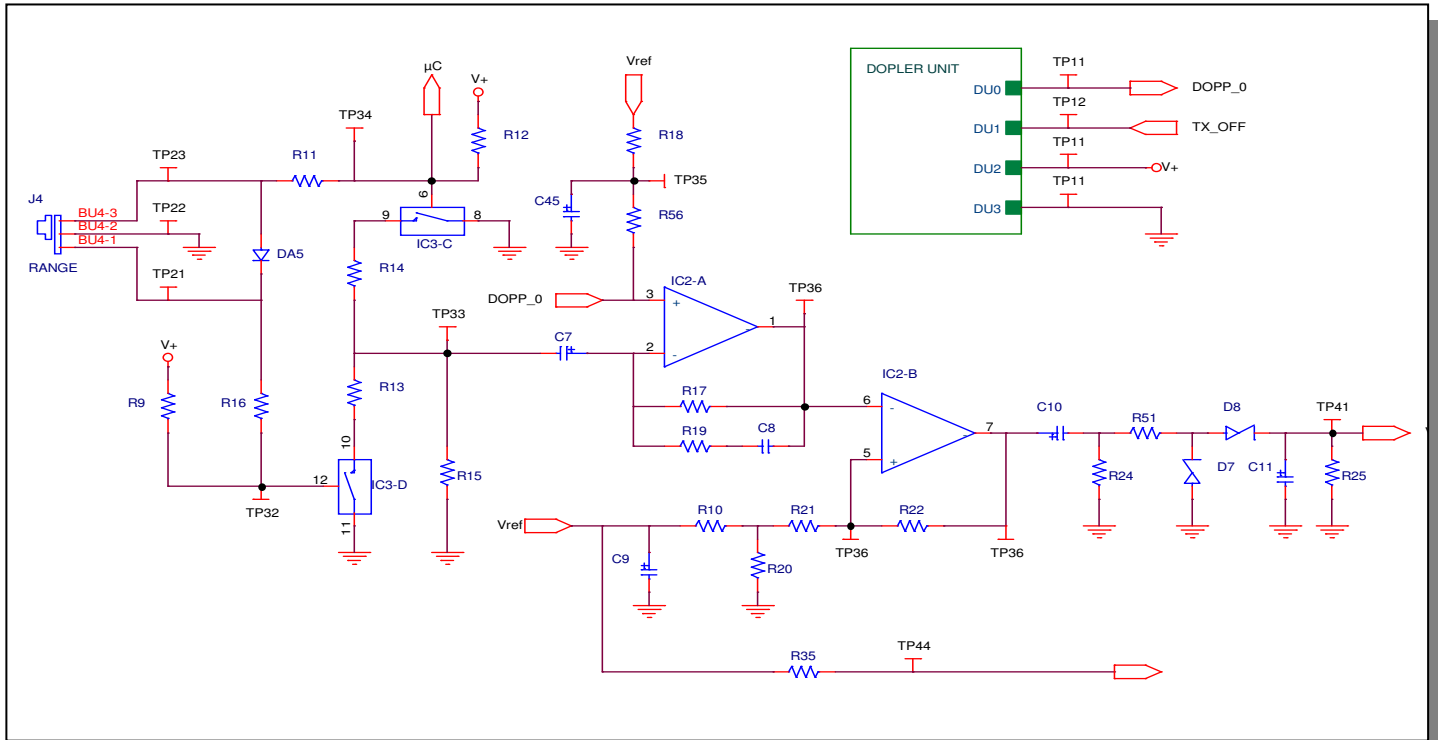 µC
V+
Vref
TP34
R12
R18
TP23
R11
TP35
J4
BU4-3
TP22
BU4-2
BU4-1
RANGE
6
9
8
IC3-C
C45
R56
DA5
R14
TP21
DOPLER UNIT
DU0
TP11
DOPP_0
DU1
TP12
TX_OFF
DU2
TP11
V+
DU3
TP11
DOPP_0
IC2-A
3
+
1
-
2
-
TP36
TP33
C7
V+
R9
R16
R13
R17
R19
C8
10
12
IC3-D
11
TP32
R15
IC2-B
6
-
7
-
5
+
C10
R51
D8
TP41
R24
D7
C11
R25
Vref
R10
R21
R22
TP36
TP36
C9
R20
R35
TP44